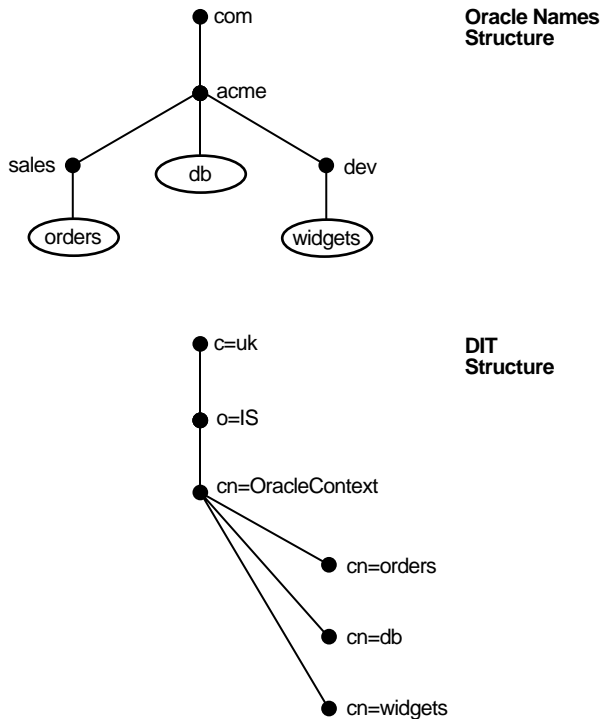 com
Oracle Names
Structure
acme
sales
db
dev
orders
widgets
c=uk
DIT
Structure
o=IS
cn=OracleContext
cn=orders
cn=db
cn=widgets